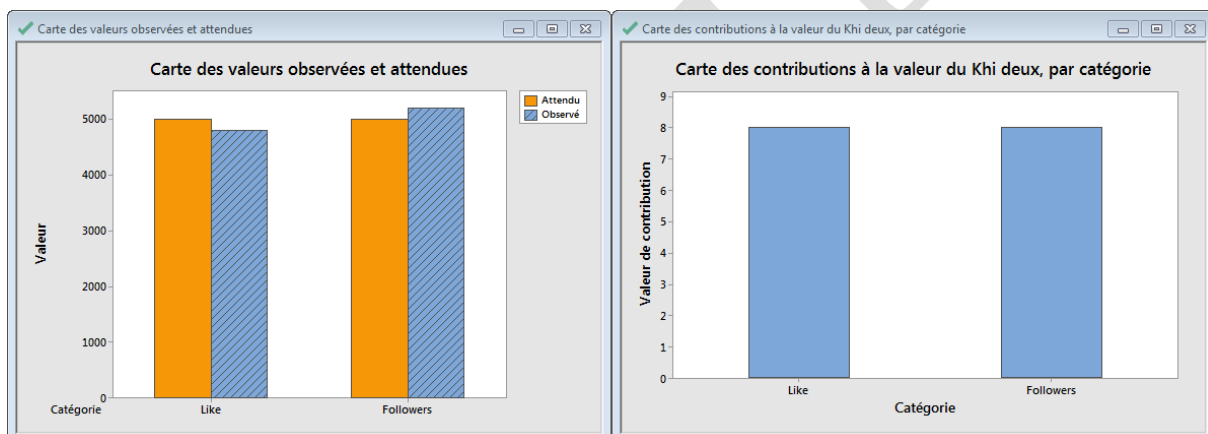 Carte des valeurs observées et attendues
Carte des valeurs observées et attendues
Attendu
Observé
5000
4000
3000
2000
1000
0
Valeur
Catégorie Like Followers
Carte des contributions à la valeur du Khi deux, par catégorie
Carte des contributions à la valeur du Khi deux, par catégorie
9
8
7
6
5
4
3
2
1
0
Valeur de contribution
Like Followers
Catégorie